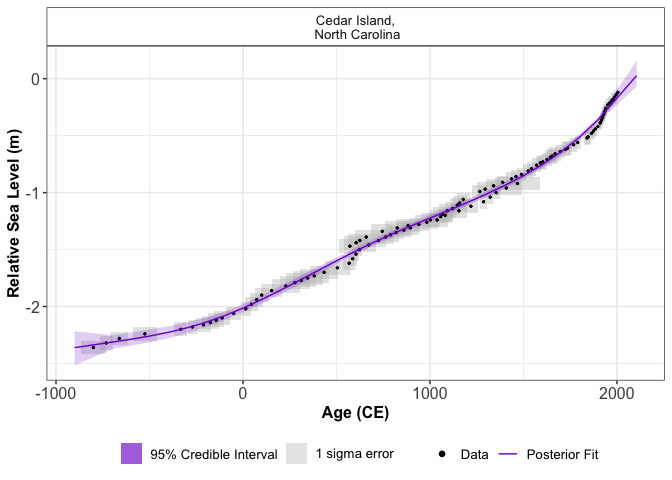 Cedar Island,
North Carolina
Relative Sea Level (m)
0
-1
-2
-1000
0
1000
2000
Age (CE)
95% Credible Interval
1 sigma error
Data
Posterior Fit